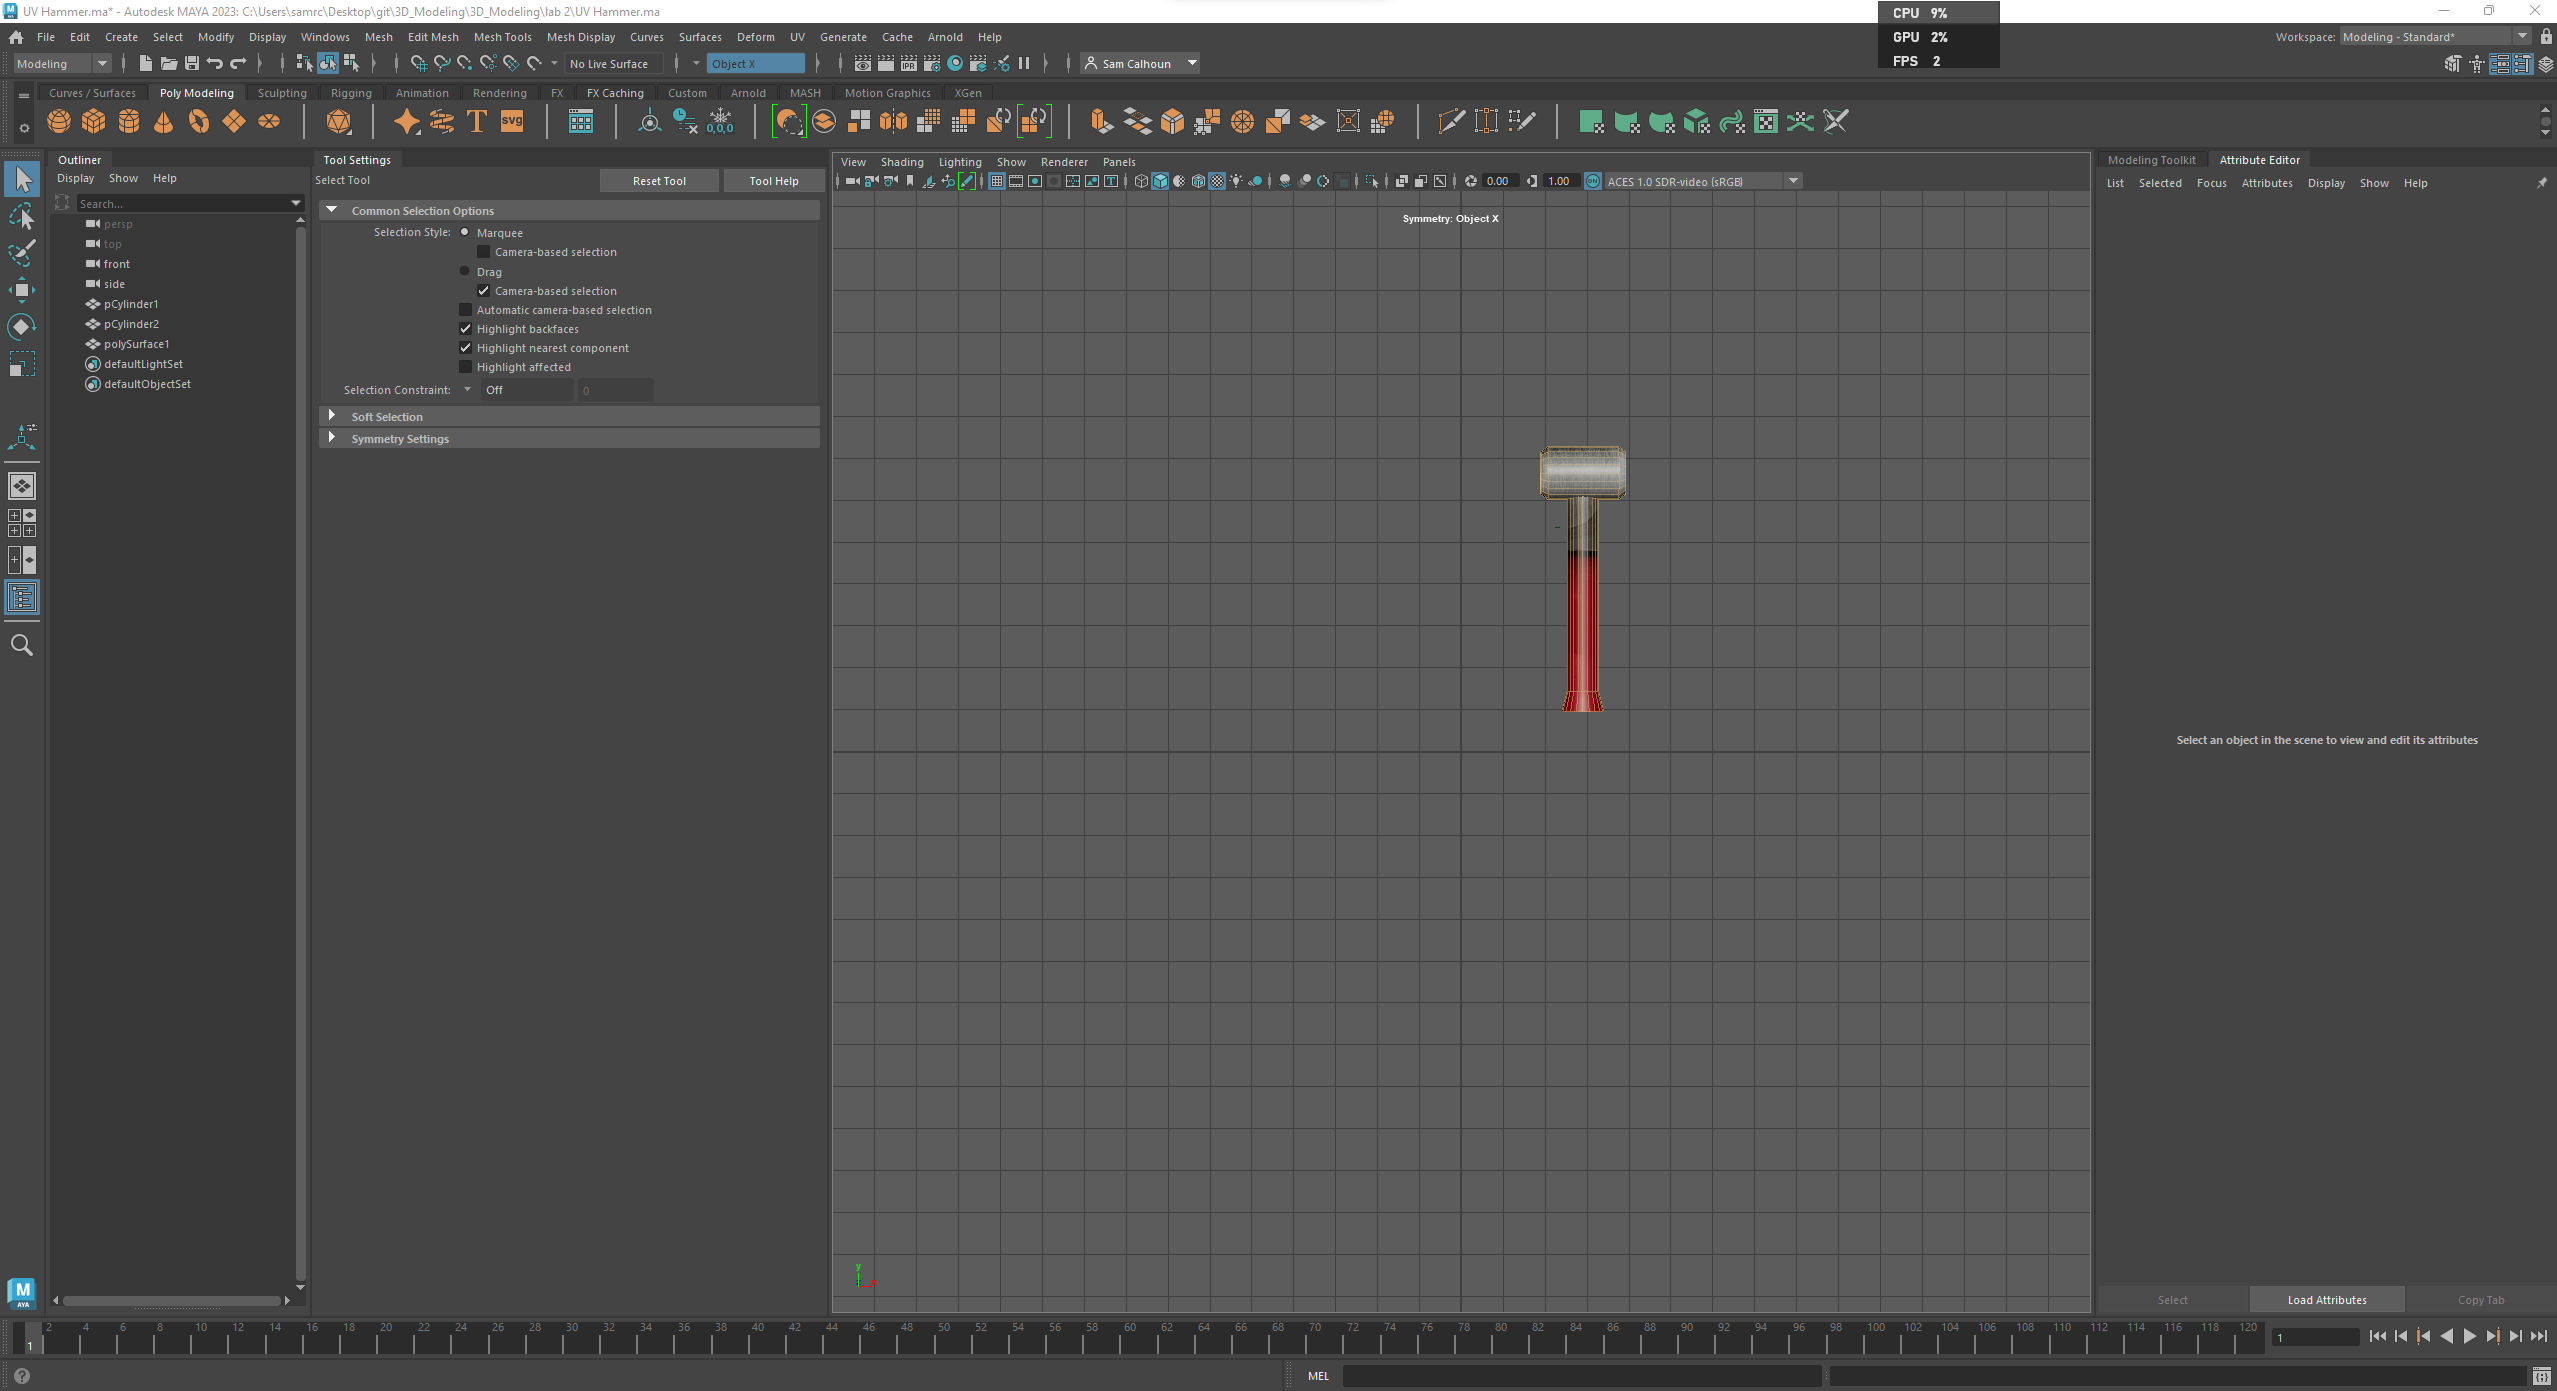 UV Hammer.ma* - Autodesk MAYA 2023: C:\Users\samrc\Desktop\git\3D_Modeling\3D_Modeling\lab 2\UV Hammer.ma
CPU 9%
GPU 2%
FPS 2
File Edit Create Select Modify Display Windows Mesh Edit Mesh Mesh Tools Mesh Display Curves Surfaces Deform UV Generate Cache Arnold Help
Workspace: Modeling - Standard*
Modeling No Live Surface Object X IPR Sam Calhoun
Curves / Surfaces Poly Modeling Sculpting Rigging Animation Rendering FX FX Caching Custom Arnold MASH Motion Graphics XGen
T SVG 0,0,0
Outliner
Display Show Help
Search...
persp
top
front
side
pCylinder1
pCylinder2
polySurface1
defaultLightSet
defaultObjectSet
Tool Settings
Select Tool Reset Tool Tool Help
Common Selection Options
Selection Style: Marquee
Camera-based selection
Drag
Camera-based selection
Automatic camera-based selection
Highlight backfaces
Highlight nearest component
Highlight affected
Selection Constraint: Off 0
Soft Selection
Symmetry Settings
View Shading Lighting Show Renderer Panels
0.00 1.00 ON ACES 1.0 SDR-video (sRGB)
Symmetry: Object X
y
x
Modeling Toolkit Attribute Editor
List Selected Focus Attributes Display Show Help
Select an object in the scene to view and edit its attributes
Select Load Attributes Copy Tab
M
AYA
2 4 6 8 10 12 14 16 18 20 22 24 26 28 30 32 34 36 38 40 42 44 46 48 50 52 54 56 58 60 62 64 66 68 70 72 74 76 78 80 82 84 86 88 90 92 94 96 98 100 102 104 106 108 110 112 114 116 118 120
1 1
MEL